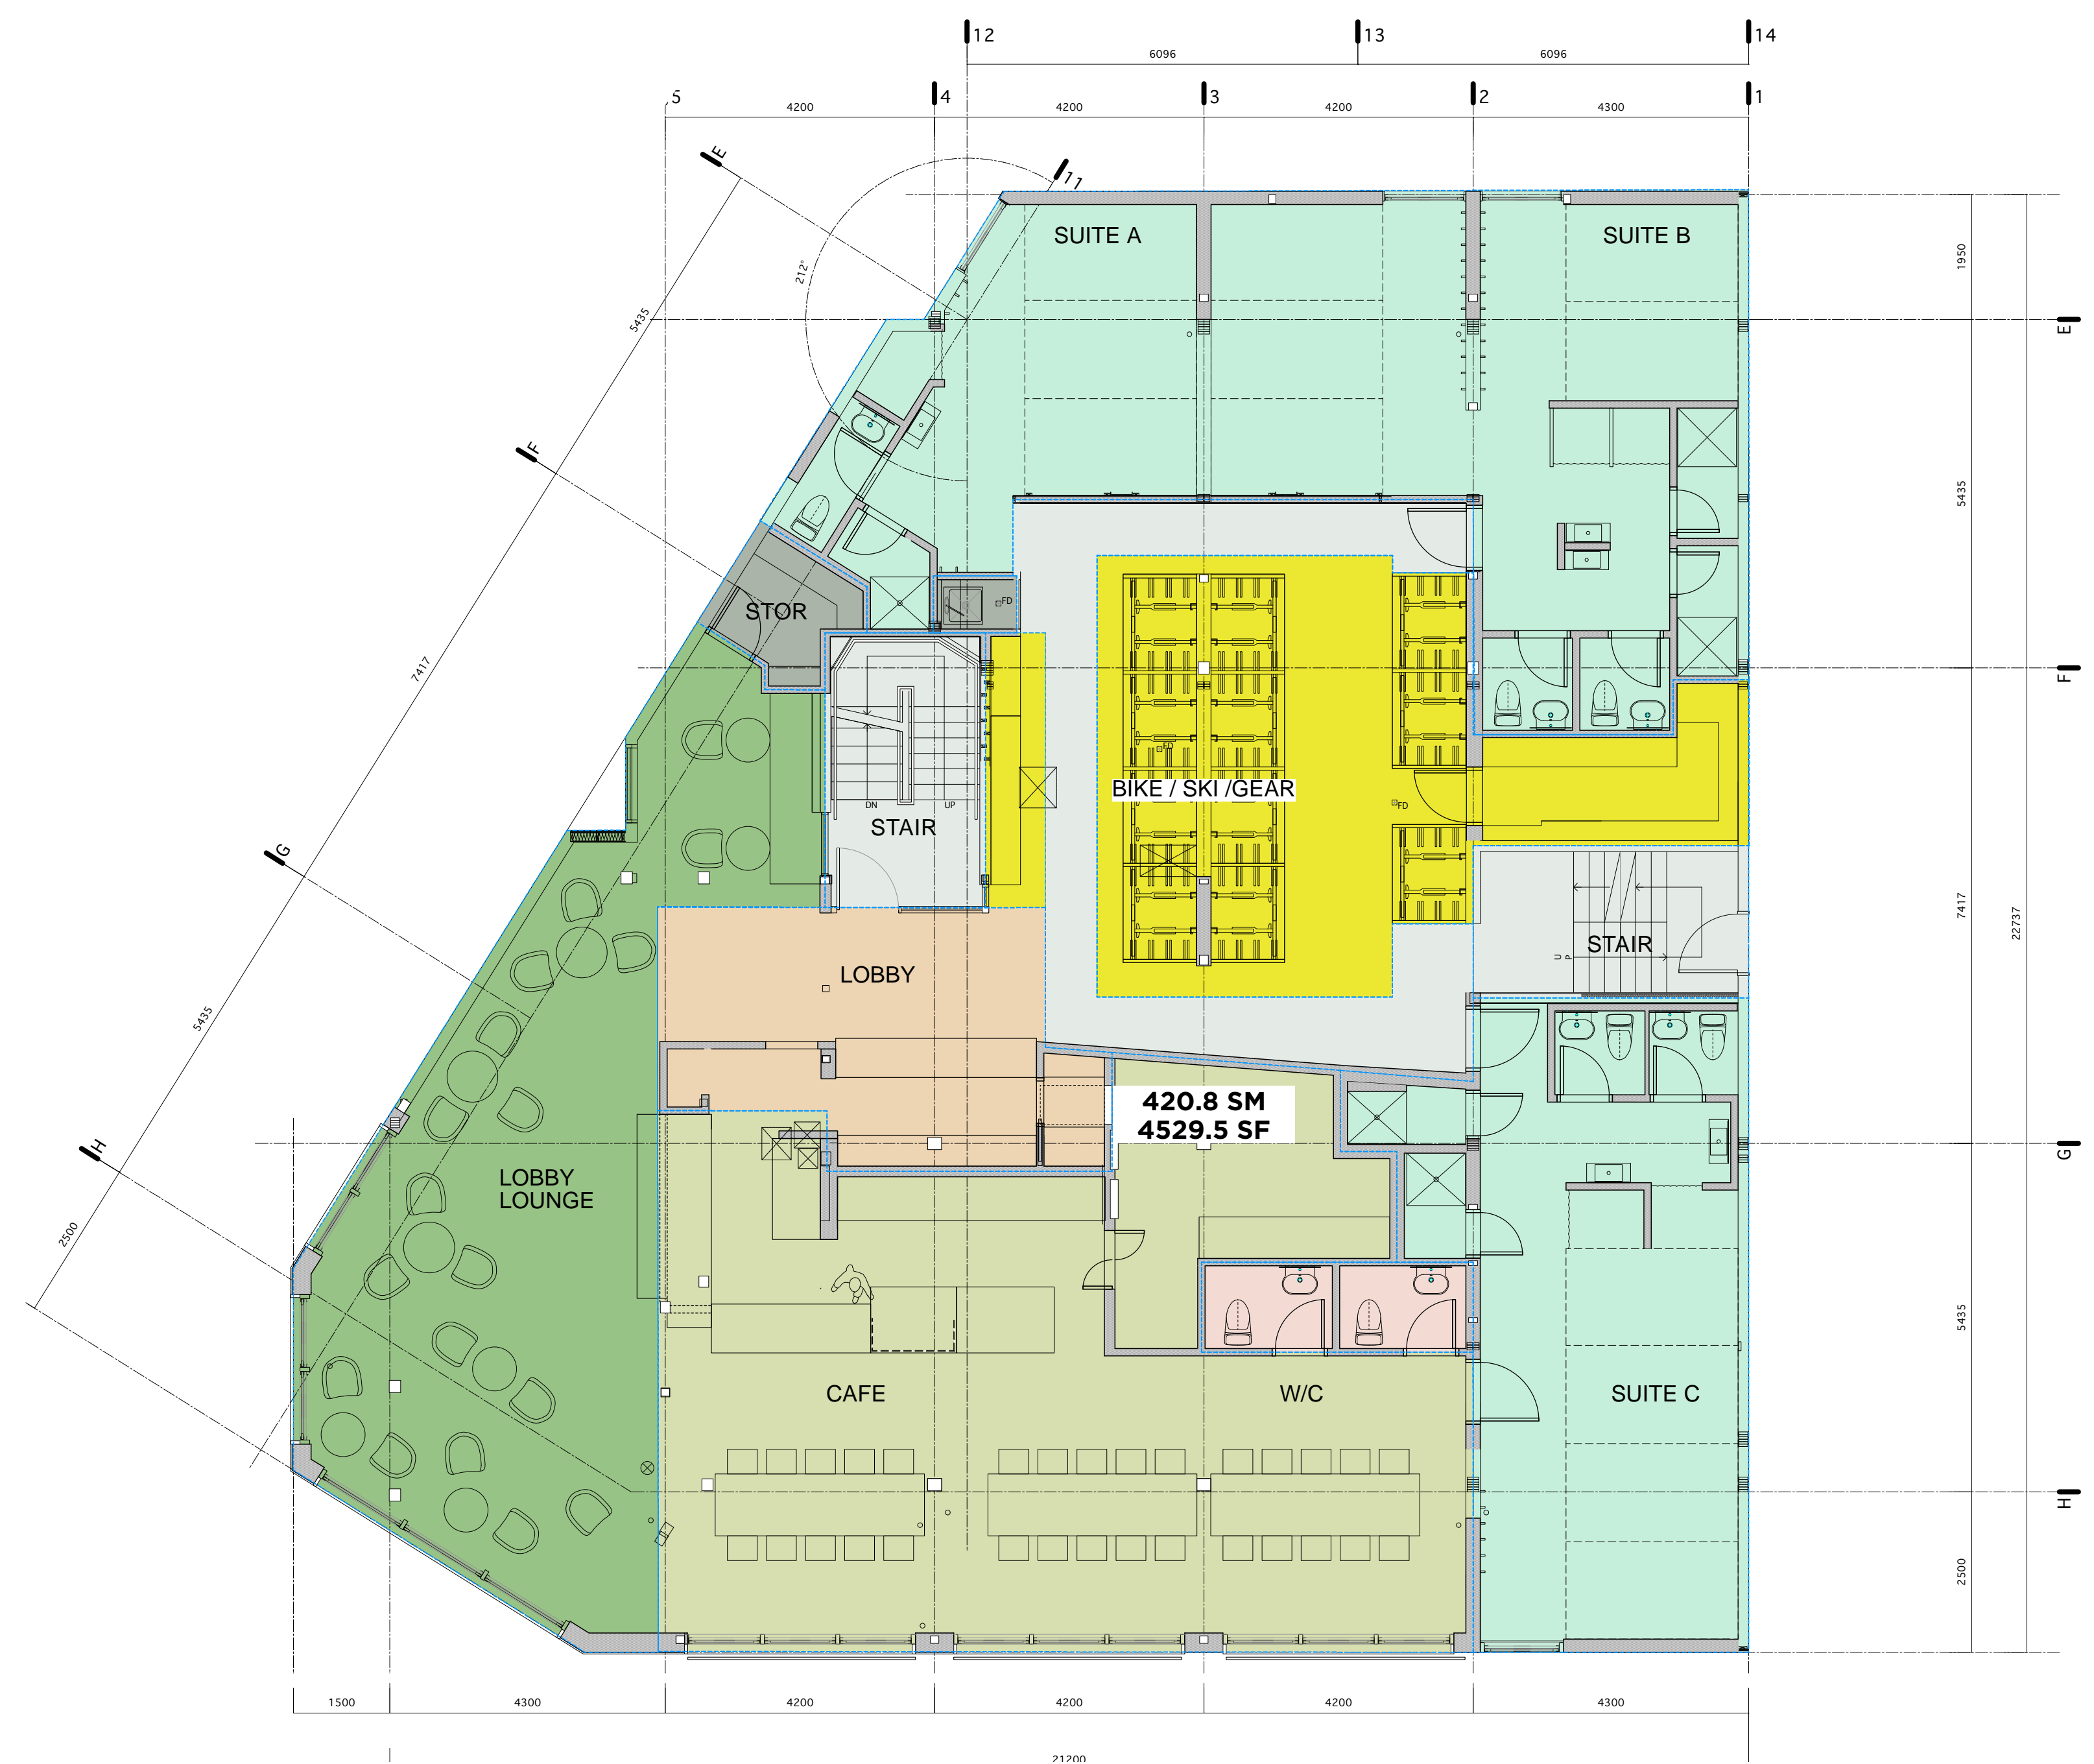 12
13
14
6096
6096
5
4
3
2
1
4200
4200
4200
4300
E
11
212°
5435
SUITE A
SUITE B
1950
E
F
5435
STOR
FD
7417
F
FD
BIKE / SKI /GEAR
FD
DN
UP
STAIR
G
7417
22737
STAIR
UP
LOBBY
5435
420.8 SM
4529.5 SF
G
H
LOBBY
LOUNGE
2500
5435
CAFE
W/C
SUITE C
H
2500
1500
4300
4200
4200
4200
4300
21200